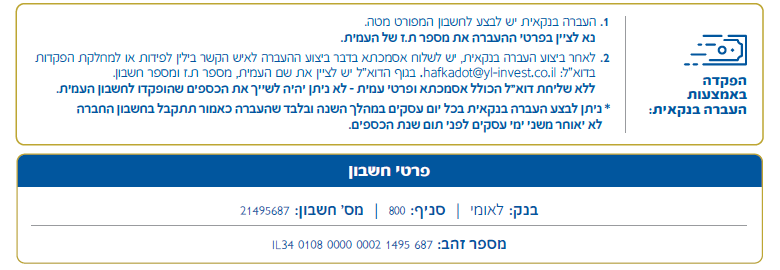 הפקדה
באמצעות
העברה בנקאית:
1. העברה בנקאית יש לבצע לחשבון המפורט מטה.
נא לציין בפרטי ההעברה את מספר ת.ז של העמית.
2. לאחר ביצוע העברה בנקאית, יש לשלוח אסמכתא בדבר ביצוע ההעברה לאיש הקשר בילין לפידות או למחלקת הפקדות
בדוא"ל: hafkadot@yl-invest.co.il. בגוף הדוא"ל יש לציין את שם העמית, מספר ת.ז ומספר חשבון.
ללא שליחת דוא"ל הכולל אסמכתא ופרטי עמית - לא ניתן יהיה לשייך את הכספים שהופקדו לחשבון העמית.
* ניתן לבצע העברה בנקאית בכל יום עסקים במהלך השנה ובלבד שהעברה כאמור תתקבל בחשבון החברה
לא יאוחר משני ימי עסקים לפני תום שנת הכספים.
פרטי חשבון
בנק: לאומי | סניף: 800 | מס' חשבון: 21495687
מספר זהב: IL34 0108 0000 0002 1495 687